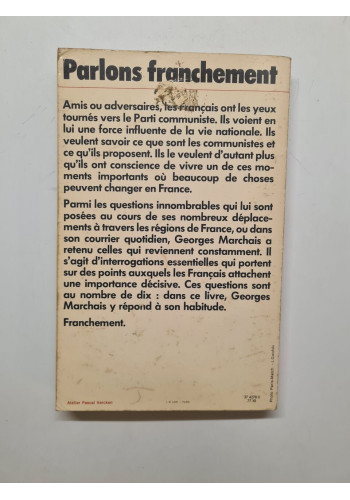 Parlons franchement
Amis ou adversaires, les Français ont les yeux
tournés vers le Parti communiste. Ils voient en
lui une force influente de la vie nationale. Ils
veulent savoir ce que sont les communistes et
ce qu'ils proposent. Ils le veulent d'autant plus
qu'ils ont conscience de vivre un de ces mo-
ments importants où beaucoup de choses
peuvent changer en France.
Parmi les questions innombrables qui lui sont
posées au cours de ses nombreux déplace-
ments à travers les régions de France, ou dans
son courrier quotidien, Georges Marchais a
retenu celles qui reviennent constamment. Il
s'agit d'interrogations essentielles qui portent
sur des points auxquels les Français attachent
une importance décisive. Ces questions sont
au nombre de dix : dans ce livre, Georges
Marchais y répond à son habitude.
Franchement.
Atelier Pascal Vercken